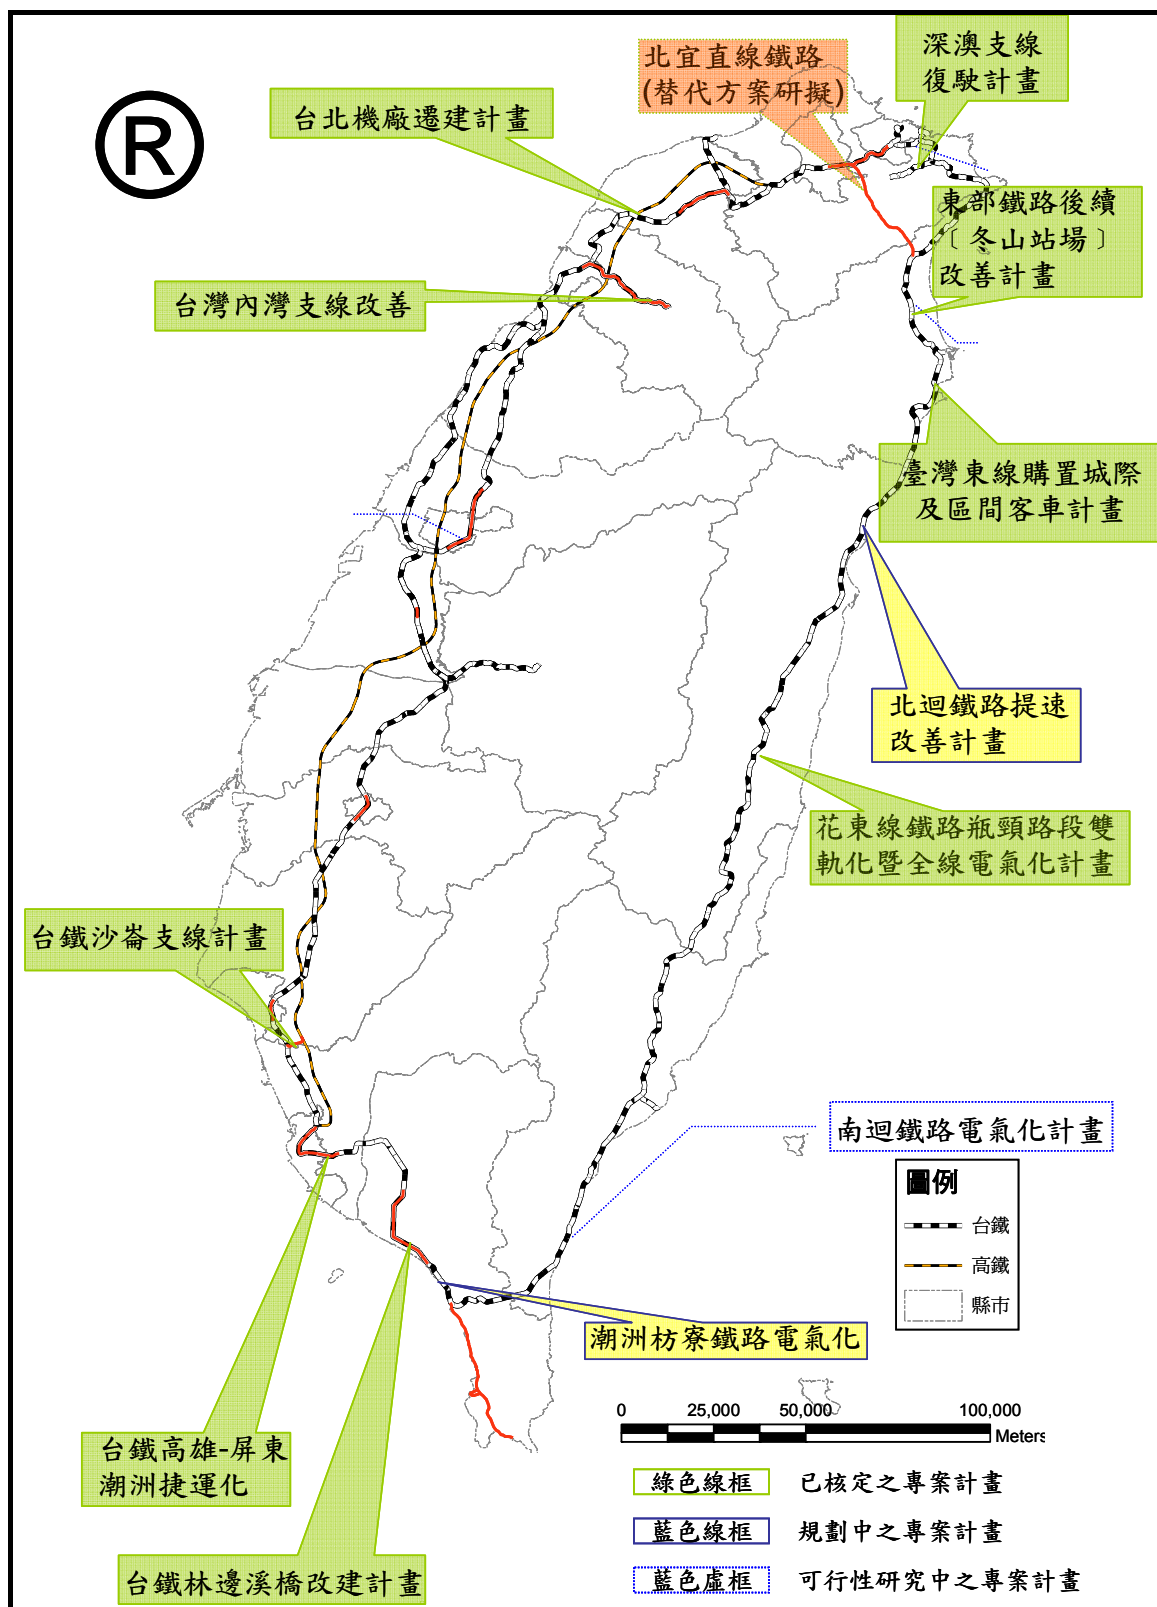 ®
北宜直線鐵路
(替代方案研擬)
深澳支線
復駛計畫
台北機廠遷建計畫
東部鐵路後續
﹝冬山站場﹞
改善計畫
台灣內灣支線改善
臺灣東線購置城際
及區間客車計畫
北迴鐵路提速
改善計畫
花東線鐵路瓶頸路段雙
軌化暨全線電氣化計畫
台鐵沙崙支線計畫
南迴鐵路電氣化計畫
圖例
台鐵
高鐵
縣市
潮洲枋寮鐵路電氣化
0 25,000 50,000 100,000
Meters
台鐵高雄-屏東
潮洲捷運化
台鐵林邊溪橋改建計畫
綠色線框 已核定之專案計畫
藍色線框 規劃中之專案計畫
藍色虛框 可行性研究中之專案計畫